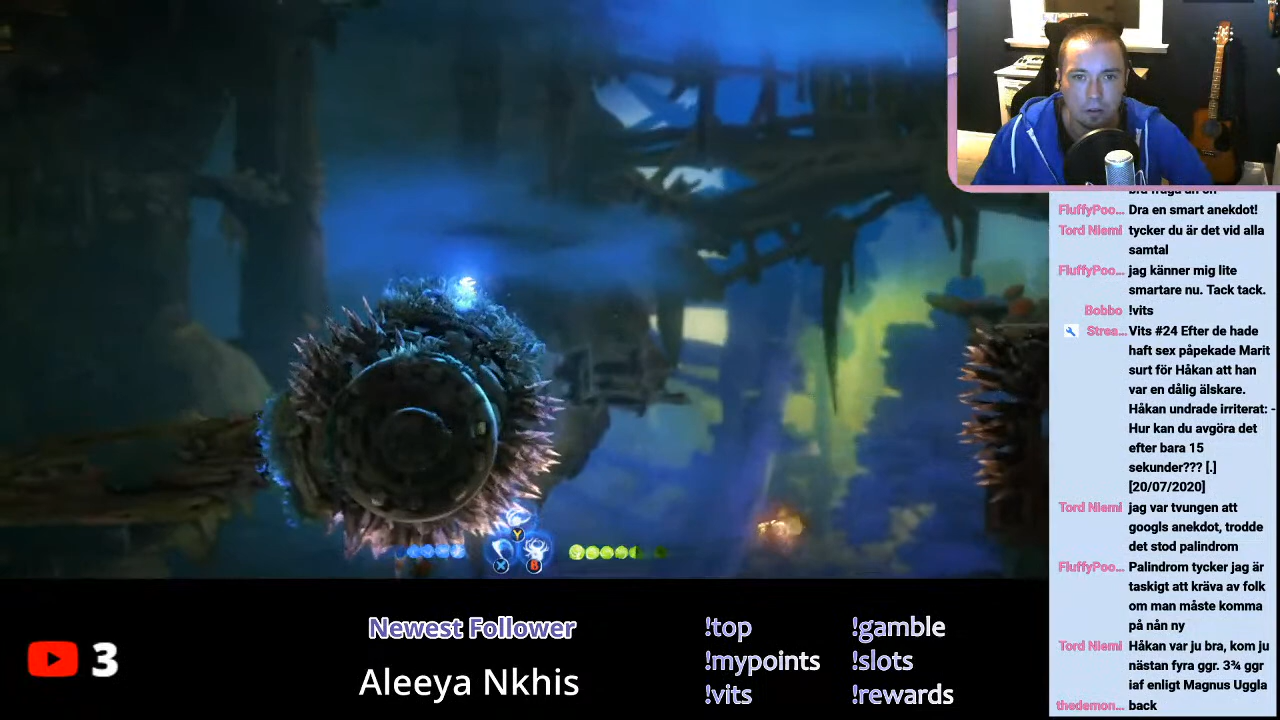 FluffyPoo... Dra en smart anekdot!
Tord Niemi tycker du är det vid alla
samtal
FluffyPoo... jag känner mig lite
smartare nu. Tack tack.
Bobbo !vits
Strea... Vits #24 Efter de hade
haft sex påpekade Marit
surt för Håkan att han
var en dålig älskare.
Håkan undrade irriterat: -
Hur kan du avgöra det
efter bara 15
sekunder??? [.]
[20/07/2020]
Tord Niemi jag var tvungen att
googls anekdot, trodde
det stod palindrom
FluffyPoo... Palindrom tycker jag är
taskigt att kräva av folk
om man måste komma
på nån ny
Tord Niemi Håkan var ju bra, kom ju
nästan fyra ggr. 3¾ ggr
iaf enligt Magnus Uggla
thedemon... back
Y
X
B
3
Newest Follower
Aleeya Nkhis
!top
!mypoints
!vits
!gamble
!slots
!rewards